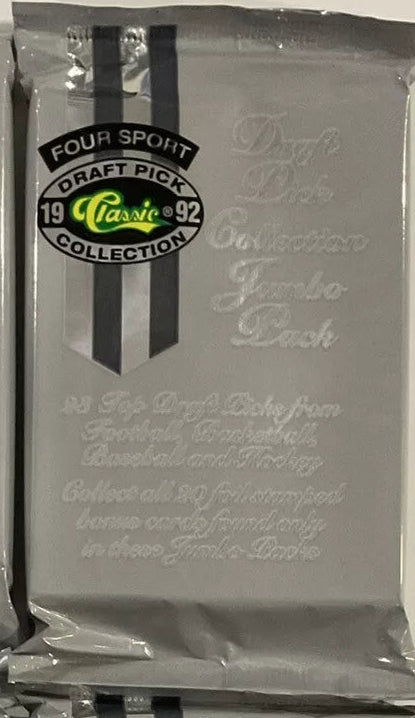 FOUR SPORT
DRAFT PICK
19 Classic® 92
COLLECTION
Draft
Pick
Collection
Jumbo
Pack
23 Top Draft Picks from
Football, Basketball,
Baseball and Hockey
Collect all 20 foil stamped
bonus cards found only
in these Jumbo Packs